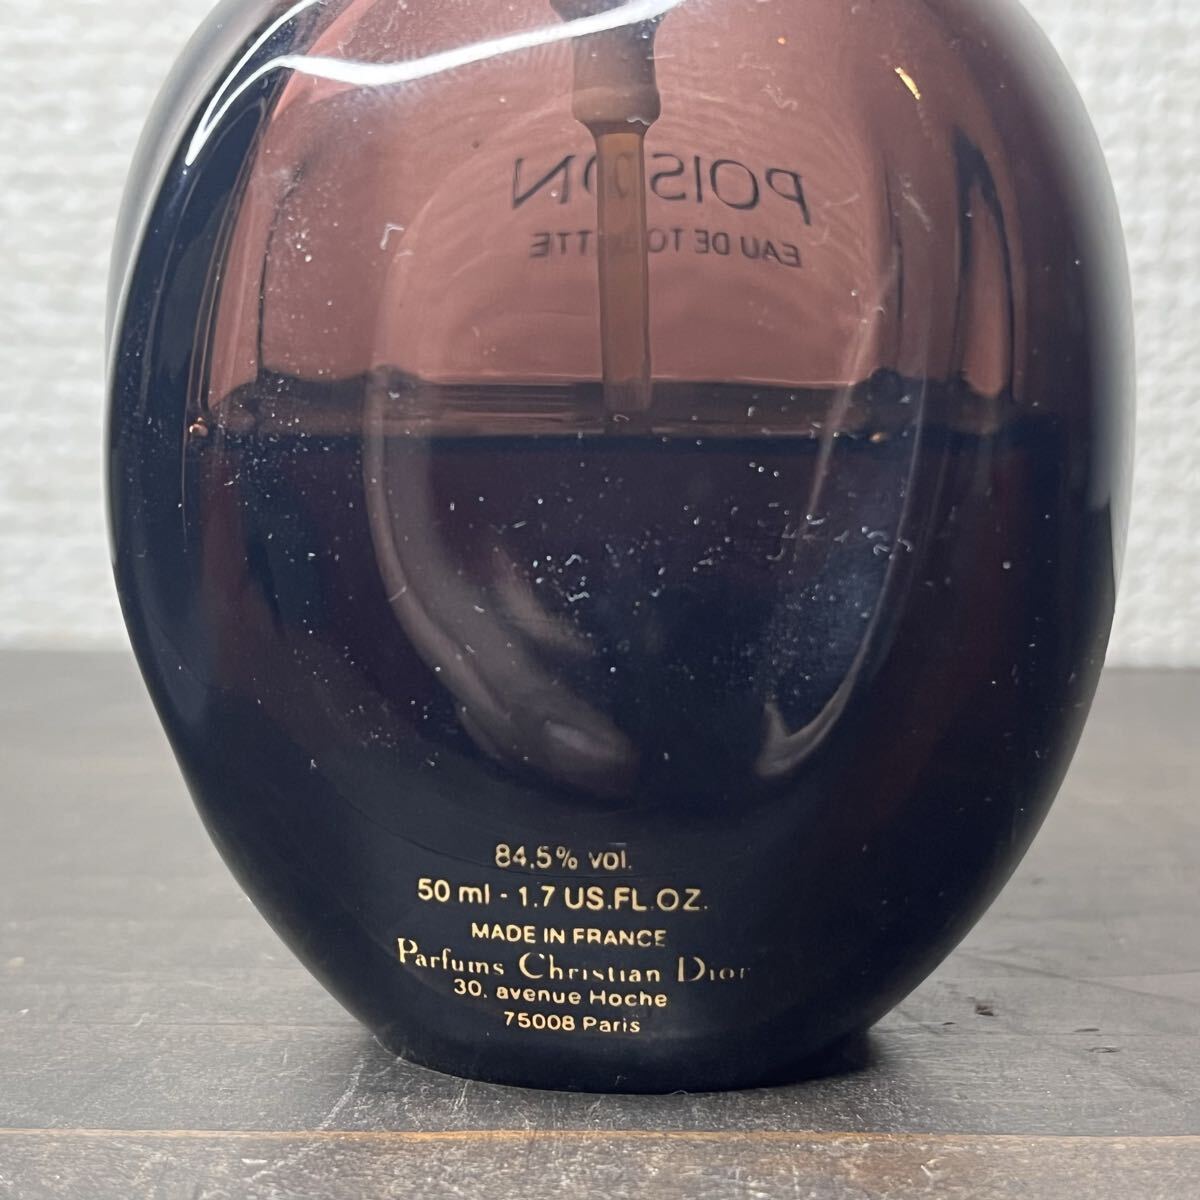 POISON
EAU DE TOILETTE
84.5% vol.
50 ml - 1.7 US.FL.OZ.
MADE IN FRANCE
Parfums Christian Dior
30, avenue Hoche
75008 Paris